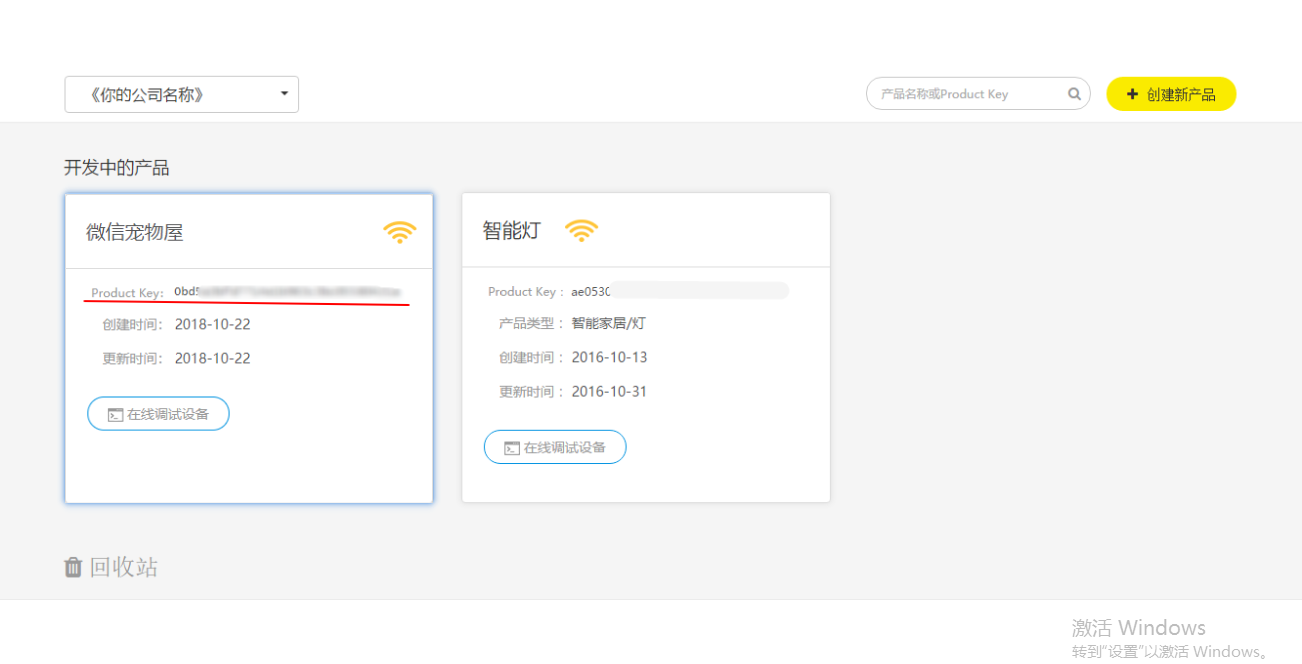 《你的公司名称》
产品名称或Product Key
创建新产品
开发中的产品
微信宠物屋
Product Key: 0bd5
创建时间: 2018-10-22
更新时间: 2018-10-22
在线调试设备
智能灯
Product Key : ae0530
产品类型 : 智能家居/灯
创建时间 : 2016-10-13
更新时间 : 2016-10-31
在线调试设备
回收站
激活 Windows
转到“设置”以激活 Windows。